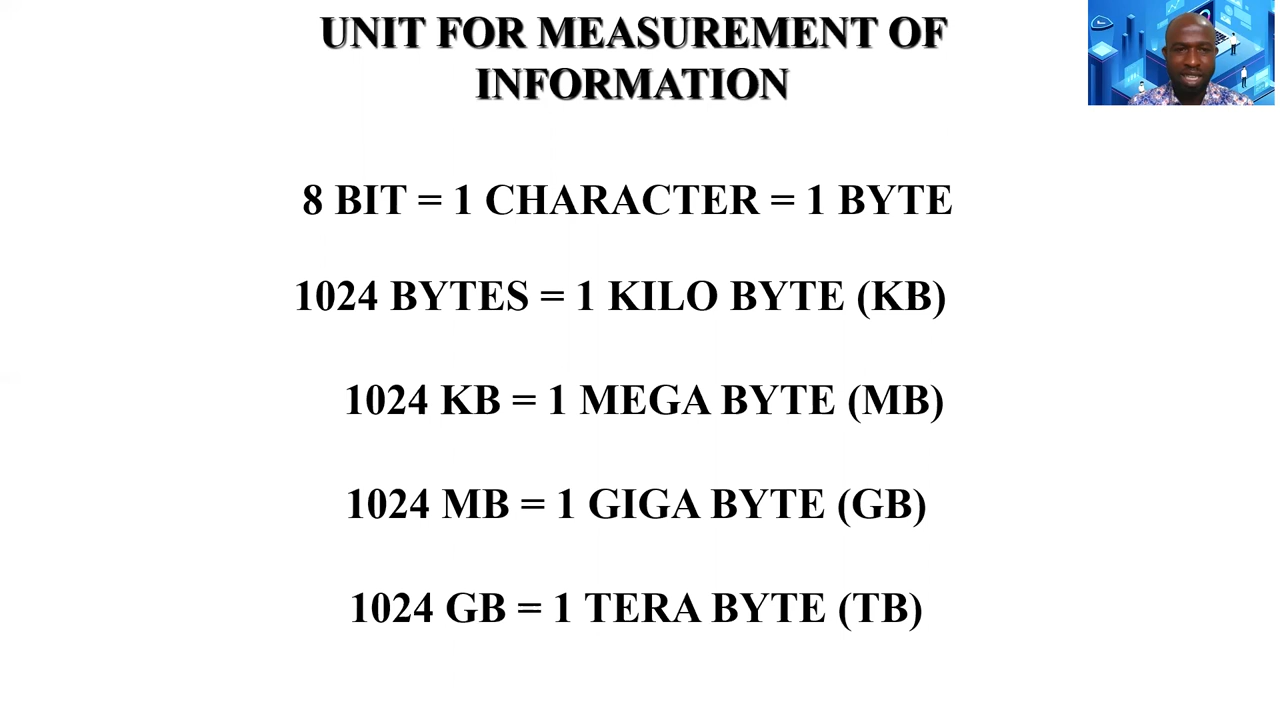 UNIT FOR MEASUREMENT OF
INFORMATION
8 BIT = 1 CHARACTER = 1 BYTE
1024 BYTES = 1 KILO BYTE (KB)
1024 KB = 1 MEGA BYTE (MB)
1024 MB = 1 GIGA BYTE (GB)
1024 GB = 1 TERA BYTE (TB)